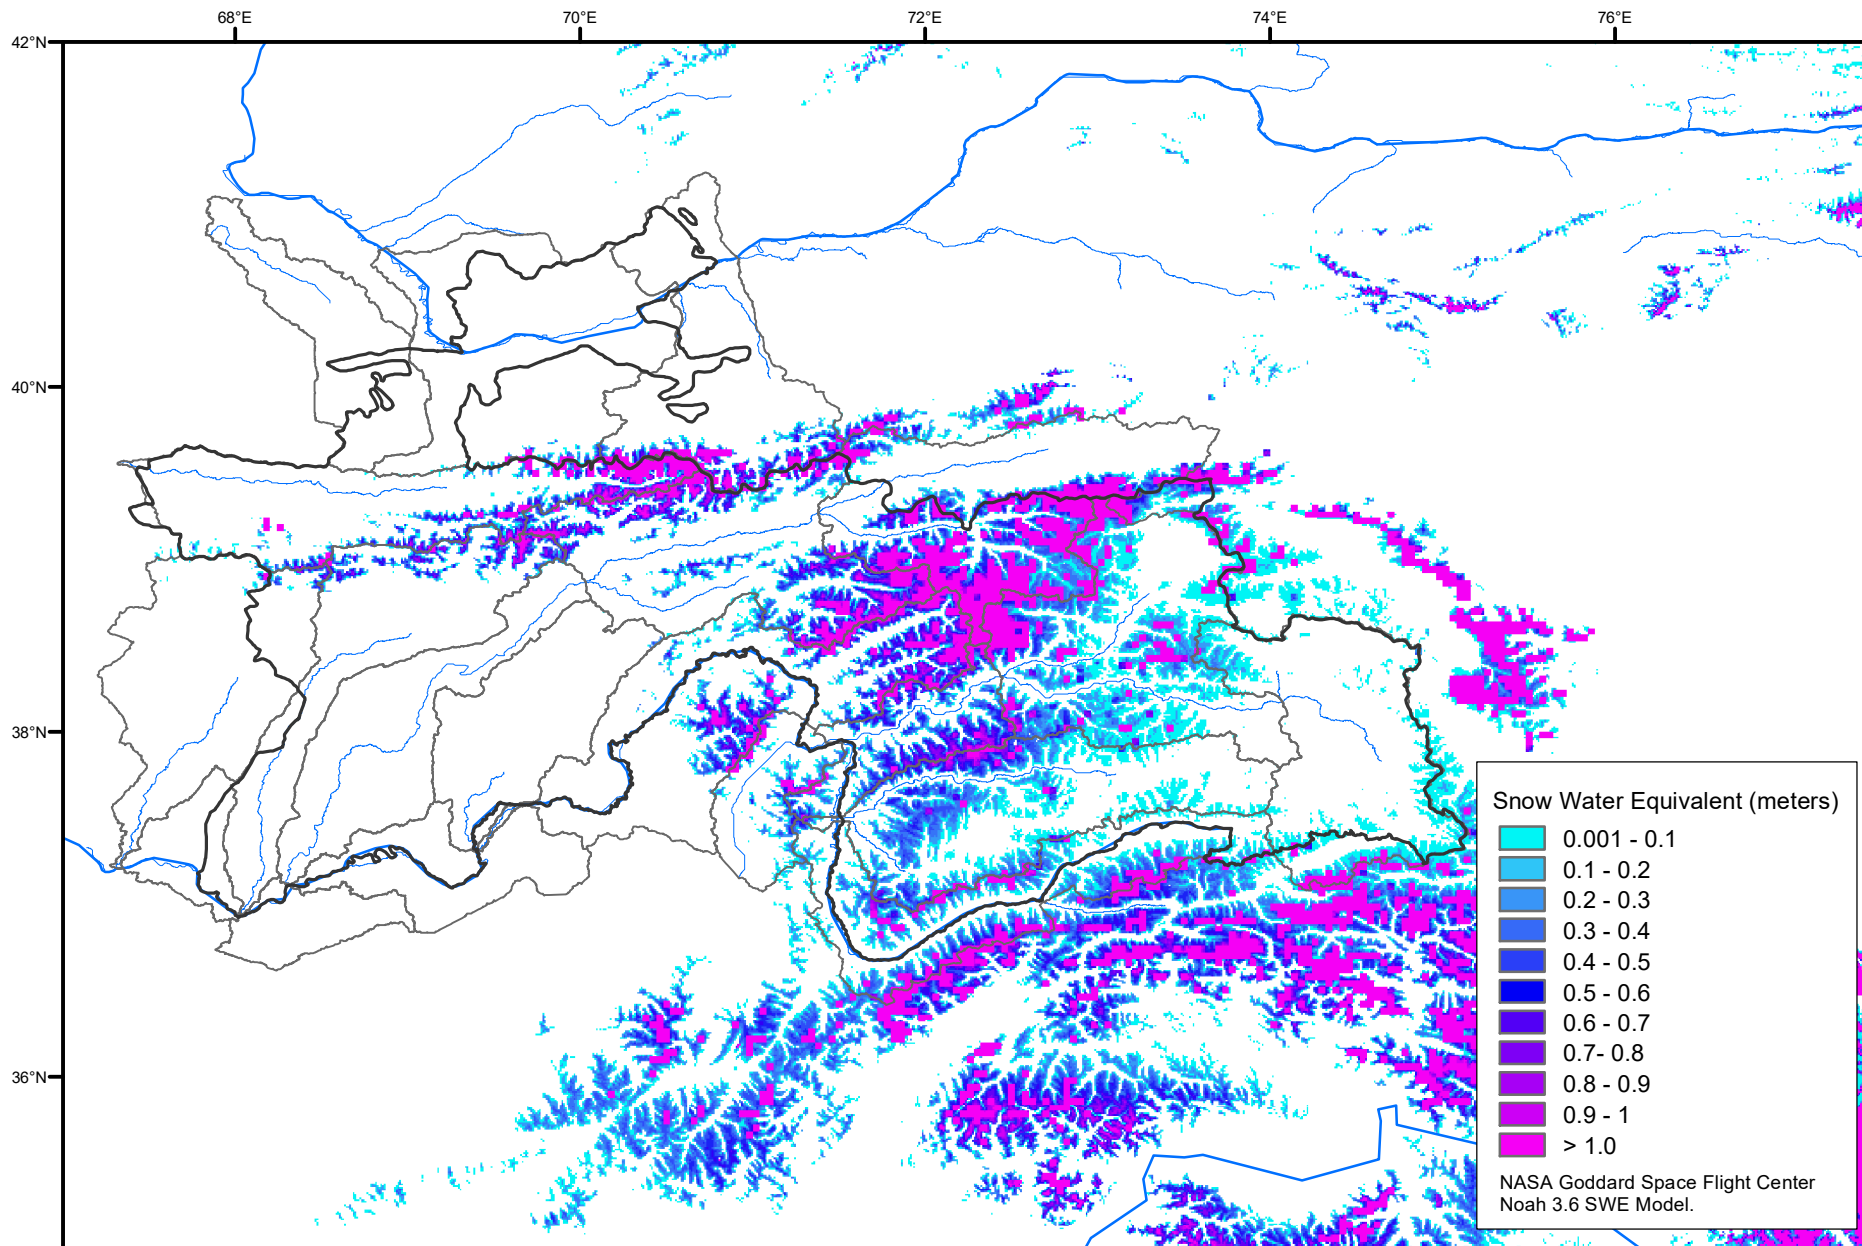 68°E
70°E
72°E
74°E
76°E
42°N
40°N
38°N
36°N
Snow Water Equivalent (meters)
0.001 - 0.1
0.1 - 0.2
0.2 - 0.3
0.3 - 0.4
0.4 - 0.5
0.5 - 0.6
0.6 - 0.7
0.7- 0.8
0.8 - 0.9
0.9 - 1
> 1.0
NASA Goddard Space Flight Center
Noah 3.6 SWE Model.